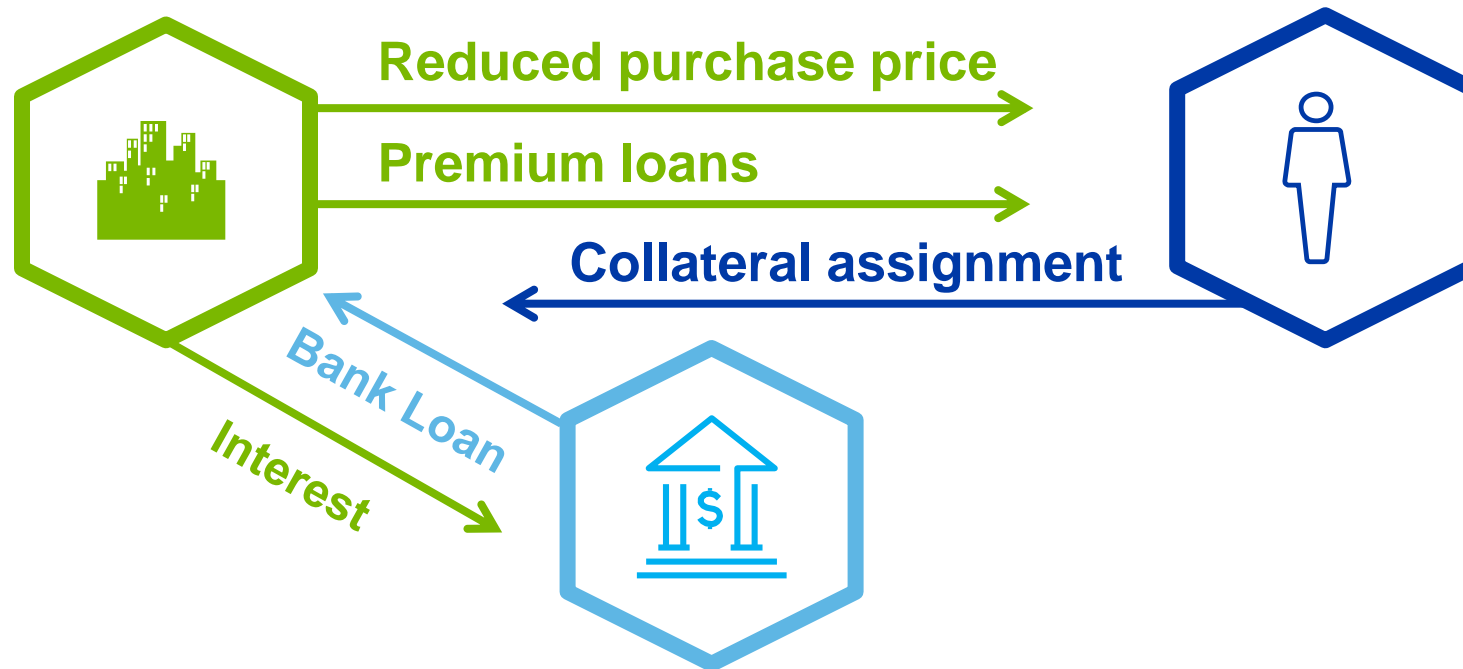 Reduced purchase price
Premium loans
Collateral assignment
Bank Loan
Interest
$